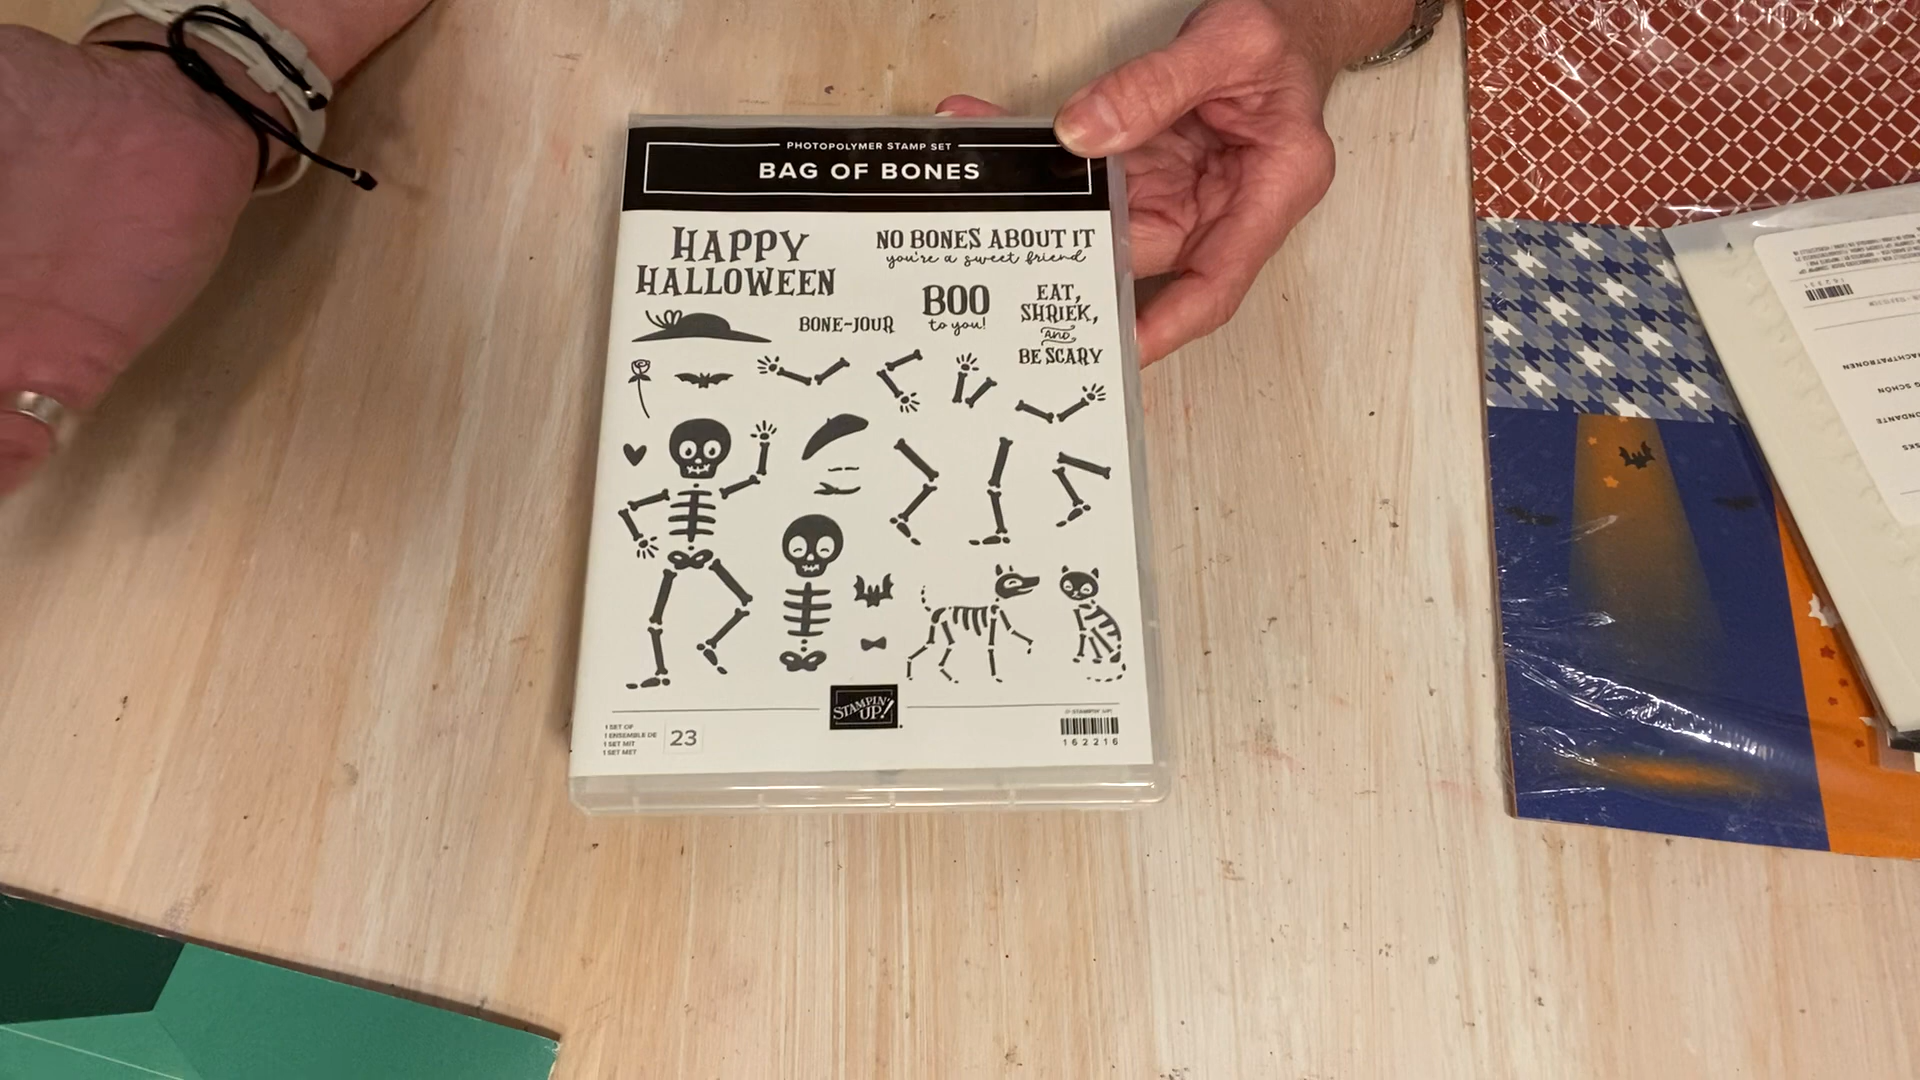 PHOTOPOLYMER STAMP SET
BAG OF BONES
HAPPY
HALLOWEEN
NO BONES ABOUT IT
you're a sweet friend
BONE-JOUR
BOO
to you!
EAT,
SHRIEK,
AND
BE SCARY
STAMPIN' UP!
1 SET OF
1 ENSEMBLE DE
1 SET MIT
1 SET MET
23
© STAMPIN' UP!
162216